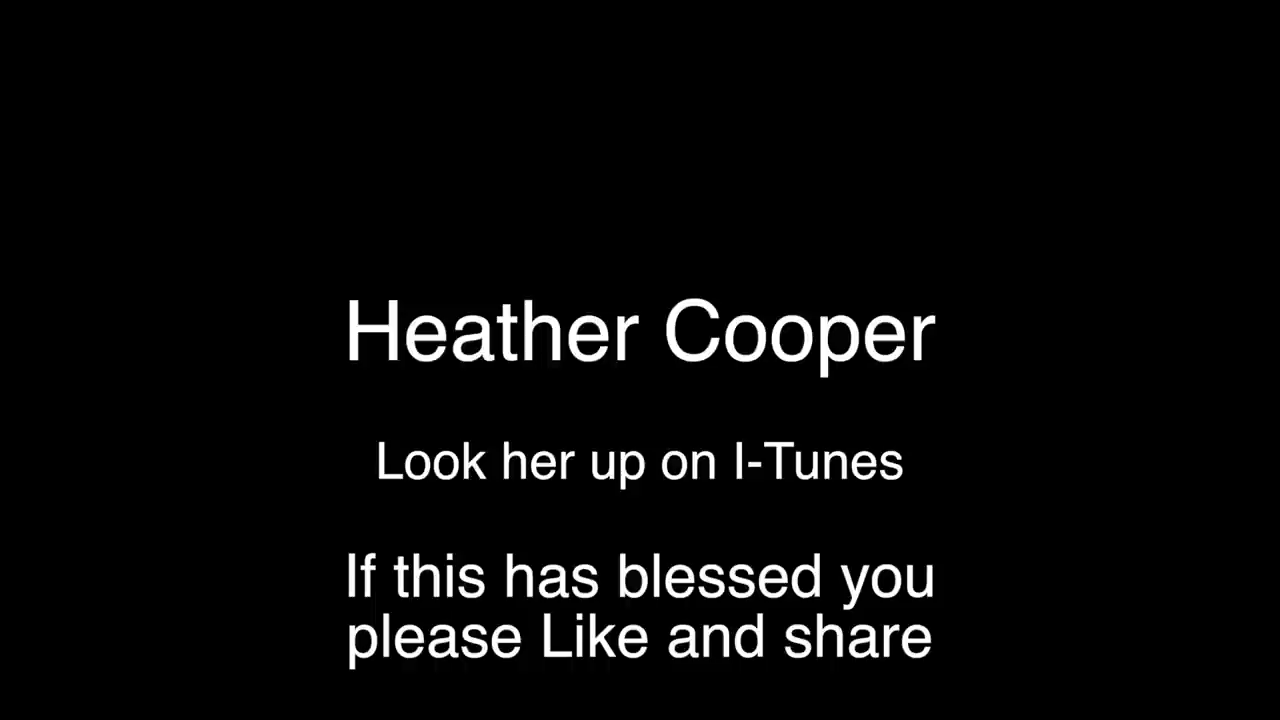 Heather Cooper
Look her up on I-Tunes
If this has blessed you
please Like and share